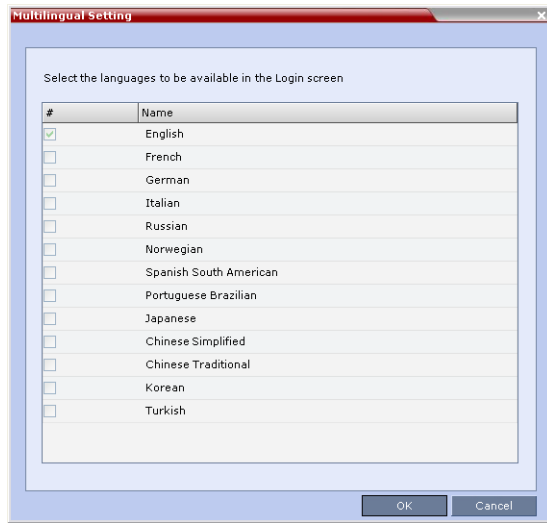 Multilingual Setting
Select the languages to be available in the Login screen
# Name
English
French
German
Italian
Russian
Norwegian
Spanish South American
Portuguese Brazilian
Japanese
Chinese Simplified
Chinese Traditional
Korean
Turkish
OK Cancel